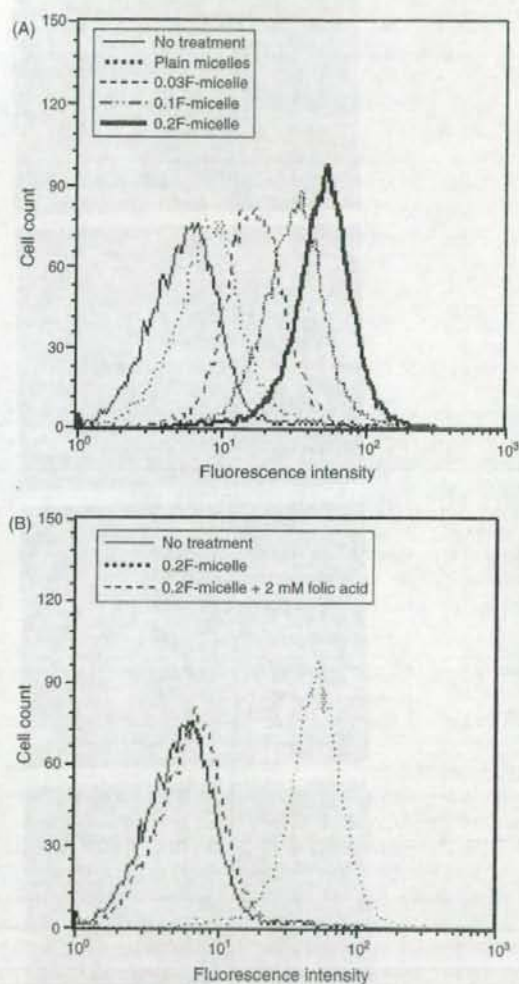 (A)
150
120
90
60
30
0
Cell count
No treatment
Plain micelles
0.03F-micelle
0.1F-micelle
0.2F-micelle
10⁰ 10¹ 10² 10³
Fluorescence intensity
(B)
150
120
90
60
30
0
Cell count
No treatment
0.2F-micelle
0.2F-micelle + 2 mM folic acid
10⁰ 10¹ 10² 10³
Fluorescence intensity